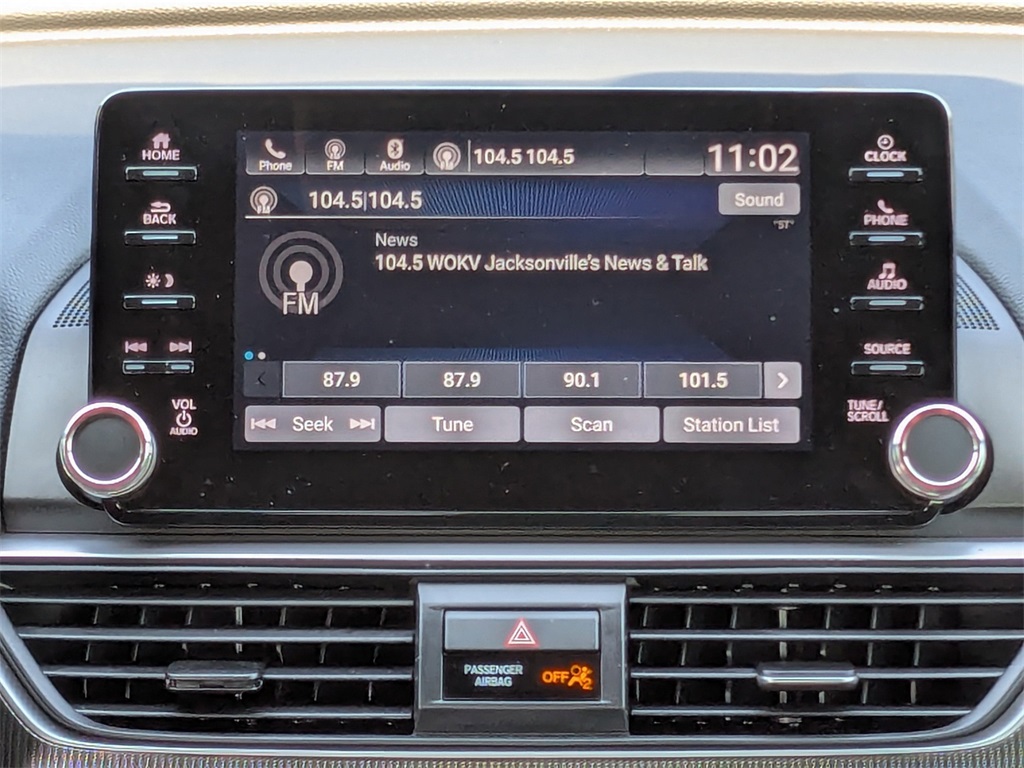 HOME
BACK
VOL
AUDIO
Phone
FM
Audio
104.5 104.5
11:02
104.5|104.5
Sound
"ST"
News
104.5 WOKV Jacksonville's News & Talk
FM
87.9
87.9
90.1
101.5
Seek
Tune
Scan
Station List
CLOCK
PHONE
AUDIO
SOURCE
TUNE/
SCROLL
PASSENGER
AIRBAG
OFF
2